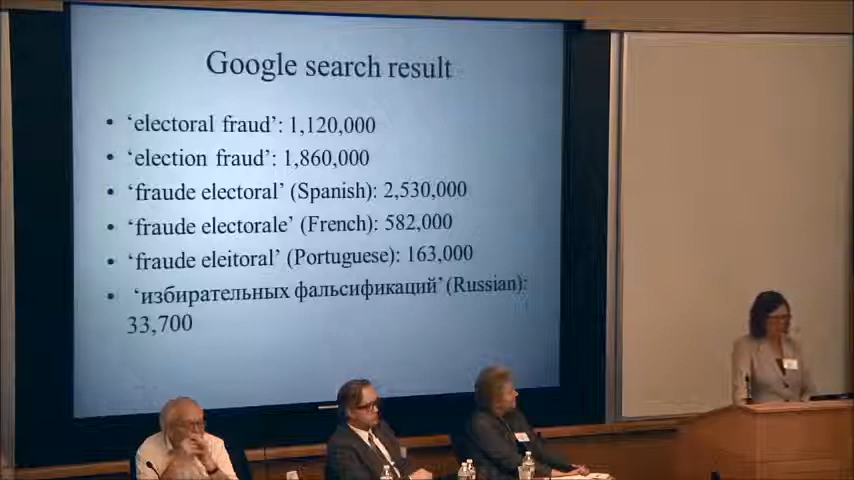 Google search result
• ‘electoral fraud’: 1,120,000
• ‘election fraud’: 1,860,000
• ‘fraude electoral’ (Spanish): 2,530,000
• ‘fraude electorale’ (French): 582,000
• ‘fraude eleitoral’ (Portuguese): 163,000
• ‘избирательных фальсификаций’ (Russian):
33,700